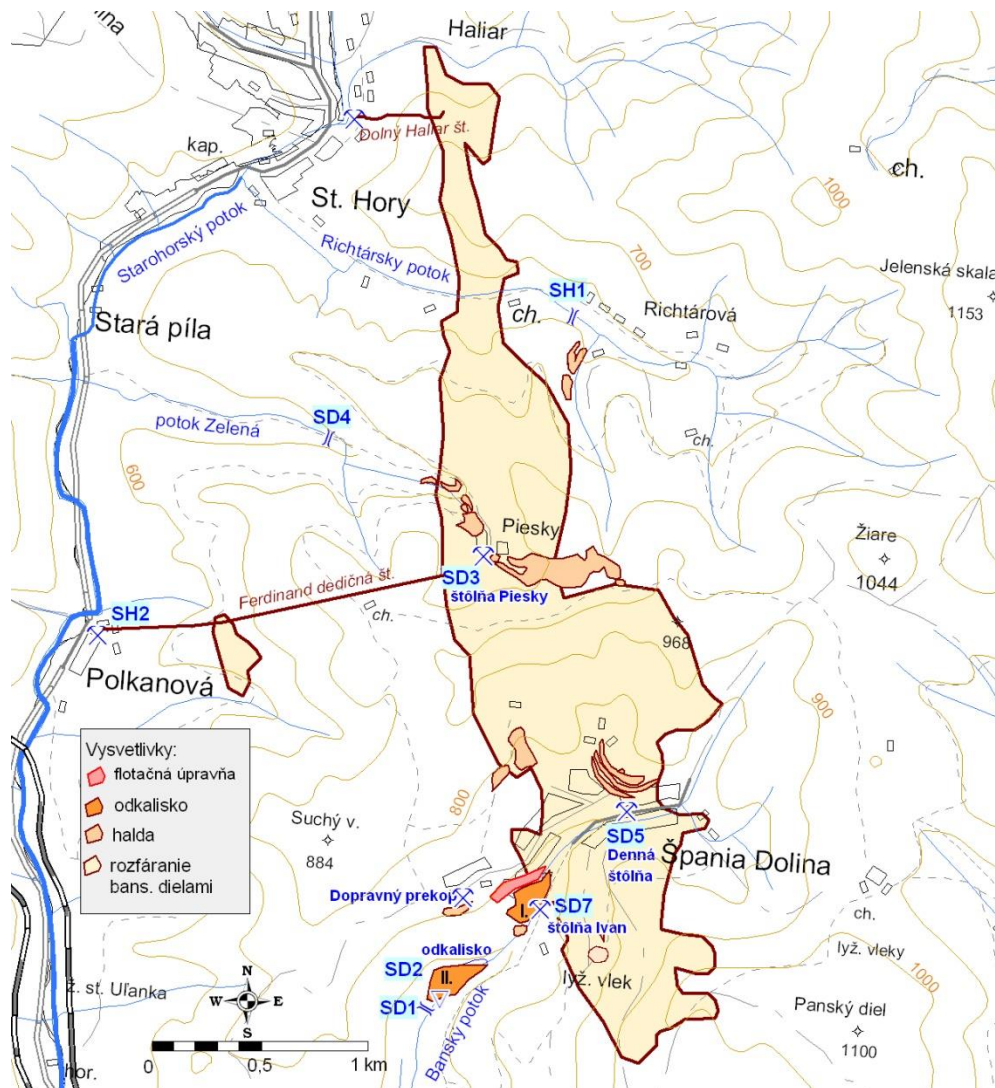 ina
Haliar
kap.
Dolný Haliar št.
ch.
St. Hory
1000
Starohorský potok
Richtársky potok
700
Jelenská skala
1153
SH1
Richtárová
ch.
Stará píla
SD4
potok Zelená
ch.
600
Piesky
Žiare
1044
SD3
štôlňa Piesky
Ferdinand dedičná št.
SH2
ch.
968
Polkanová
900
Vysvetlivky:
flotačná úpravňa
odkalisko
halda
rozfáranie
bans. dielami
800
Suchý v.
884
SD5
Denná
štôlňa
Špania Dolina
Dopravný prekop
I.
SD7
štôlňa Ivan
ch.
odkalisko
lyž. vleky
SD2
II.
lyž. vlek
1000
ž. st. Uľanka
N
W
E
S
SD1
Banský potok
Panský diel
1100
0
0,5
1 km
hor.